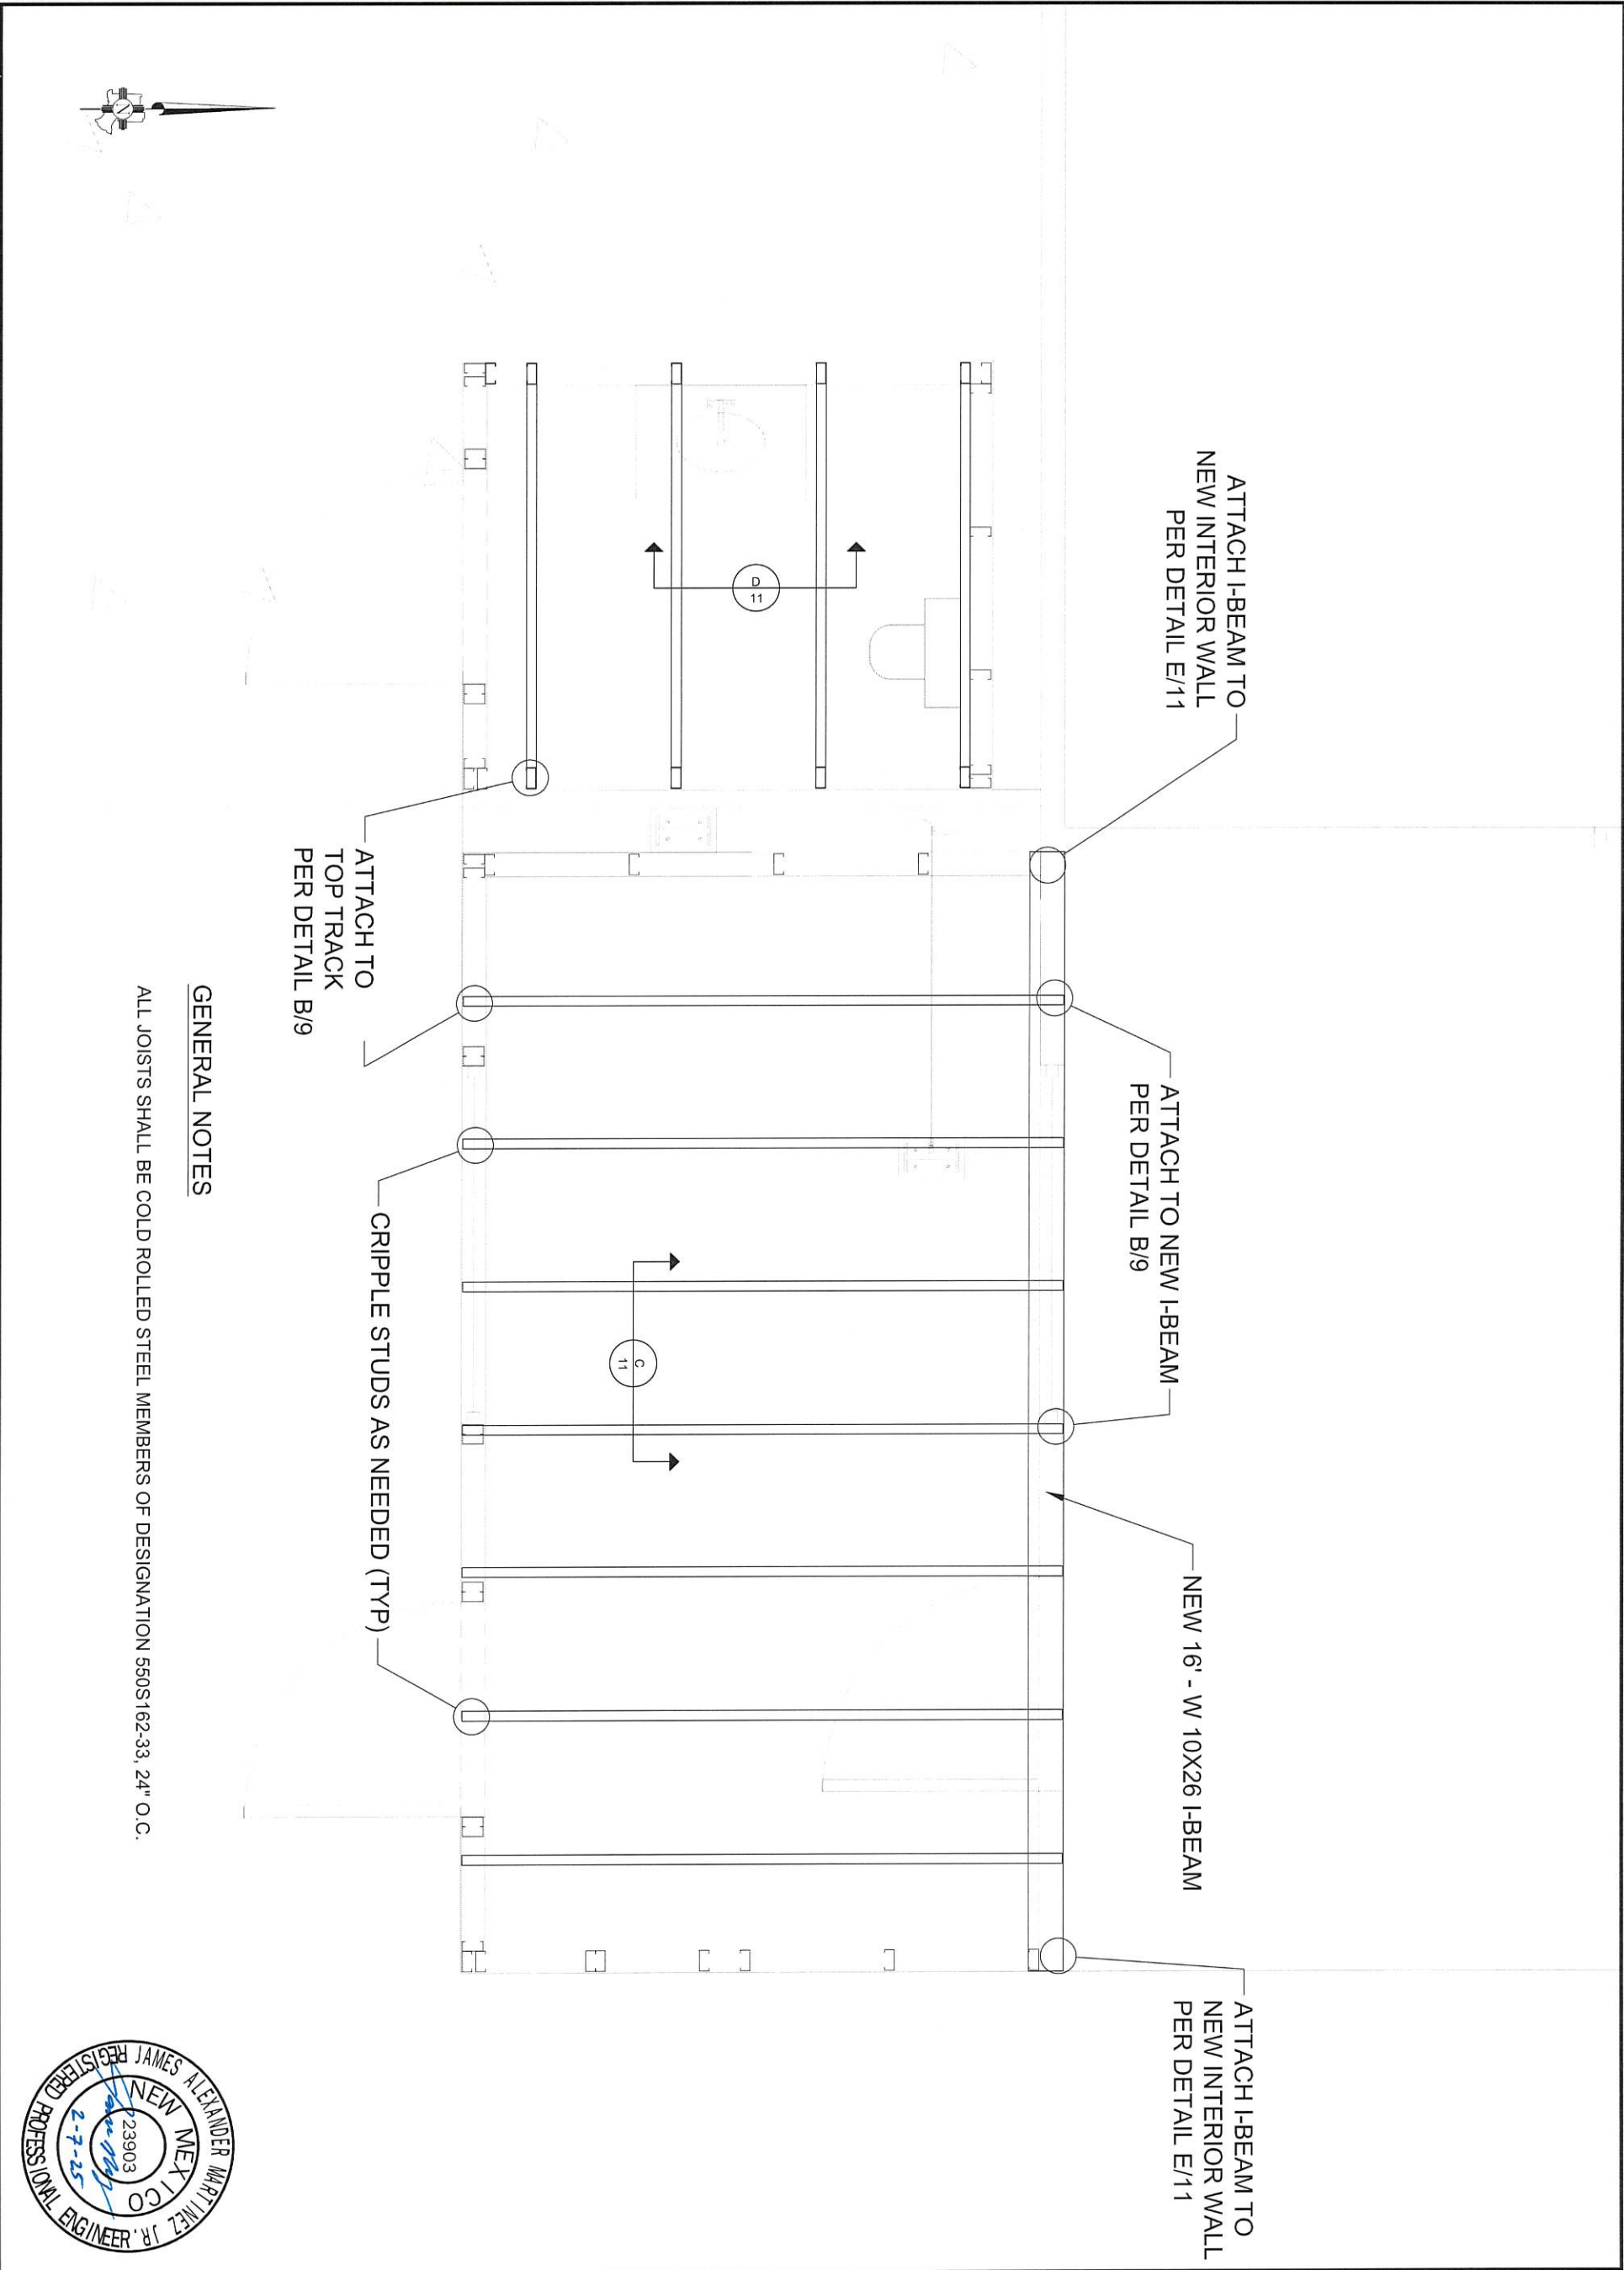 ATTACH I-BEAM TO
NEW INTERIOR WALL
PER DETAIL E/11
ATTACH TO NEW I-BEAM
PER DETAIL B/9
NEW 16' - W 10X26 I-BEAM
ATTACH I-BEAM TO
NEW INTERIOR WALL
PER DETAIL E/11
D
11
C
11
ATTACH TO
TOP TRACK
PER DETAIL B/9
CRIPPLE STUDS AS NEEDED (TYP)
GENERAL NOTES
ALL JOISTS SHALL BE COLD ROLLED STEEL MEMBERS OF DESIGNATION 550S162-33, 24" O.C.
JAMES ALEXANDER MARTINEZ JR.
NEW MEXICO
23903
2-7-25
REGISTERED PROFESSIONAL ENGINEER